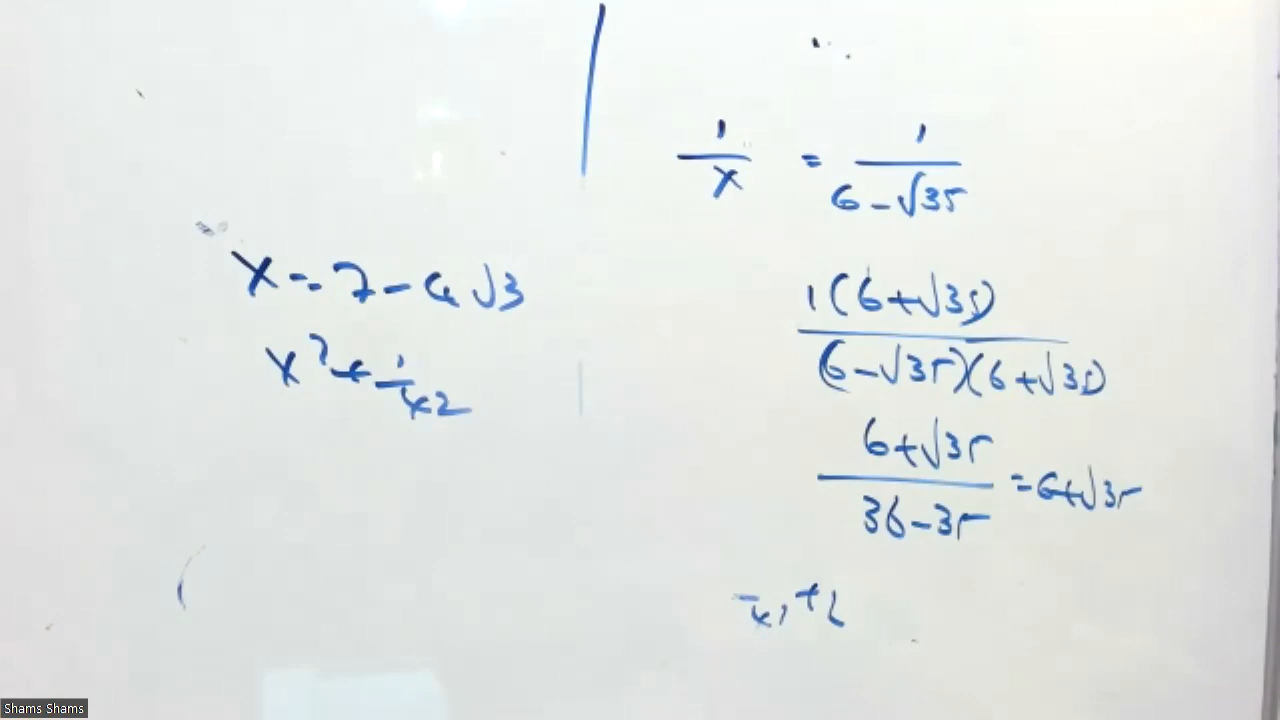 x = 7 - 4√3
x² + 1/x²
1/x = 1/(6 - √35)
1(6 + √35)/((6 - √35)(6 + √35))
(6 + √35)/(36 - 35) = 6 + √35
Shams Shams